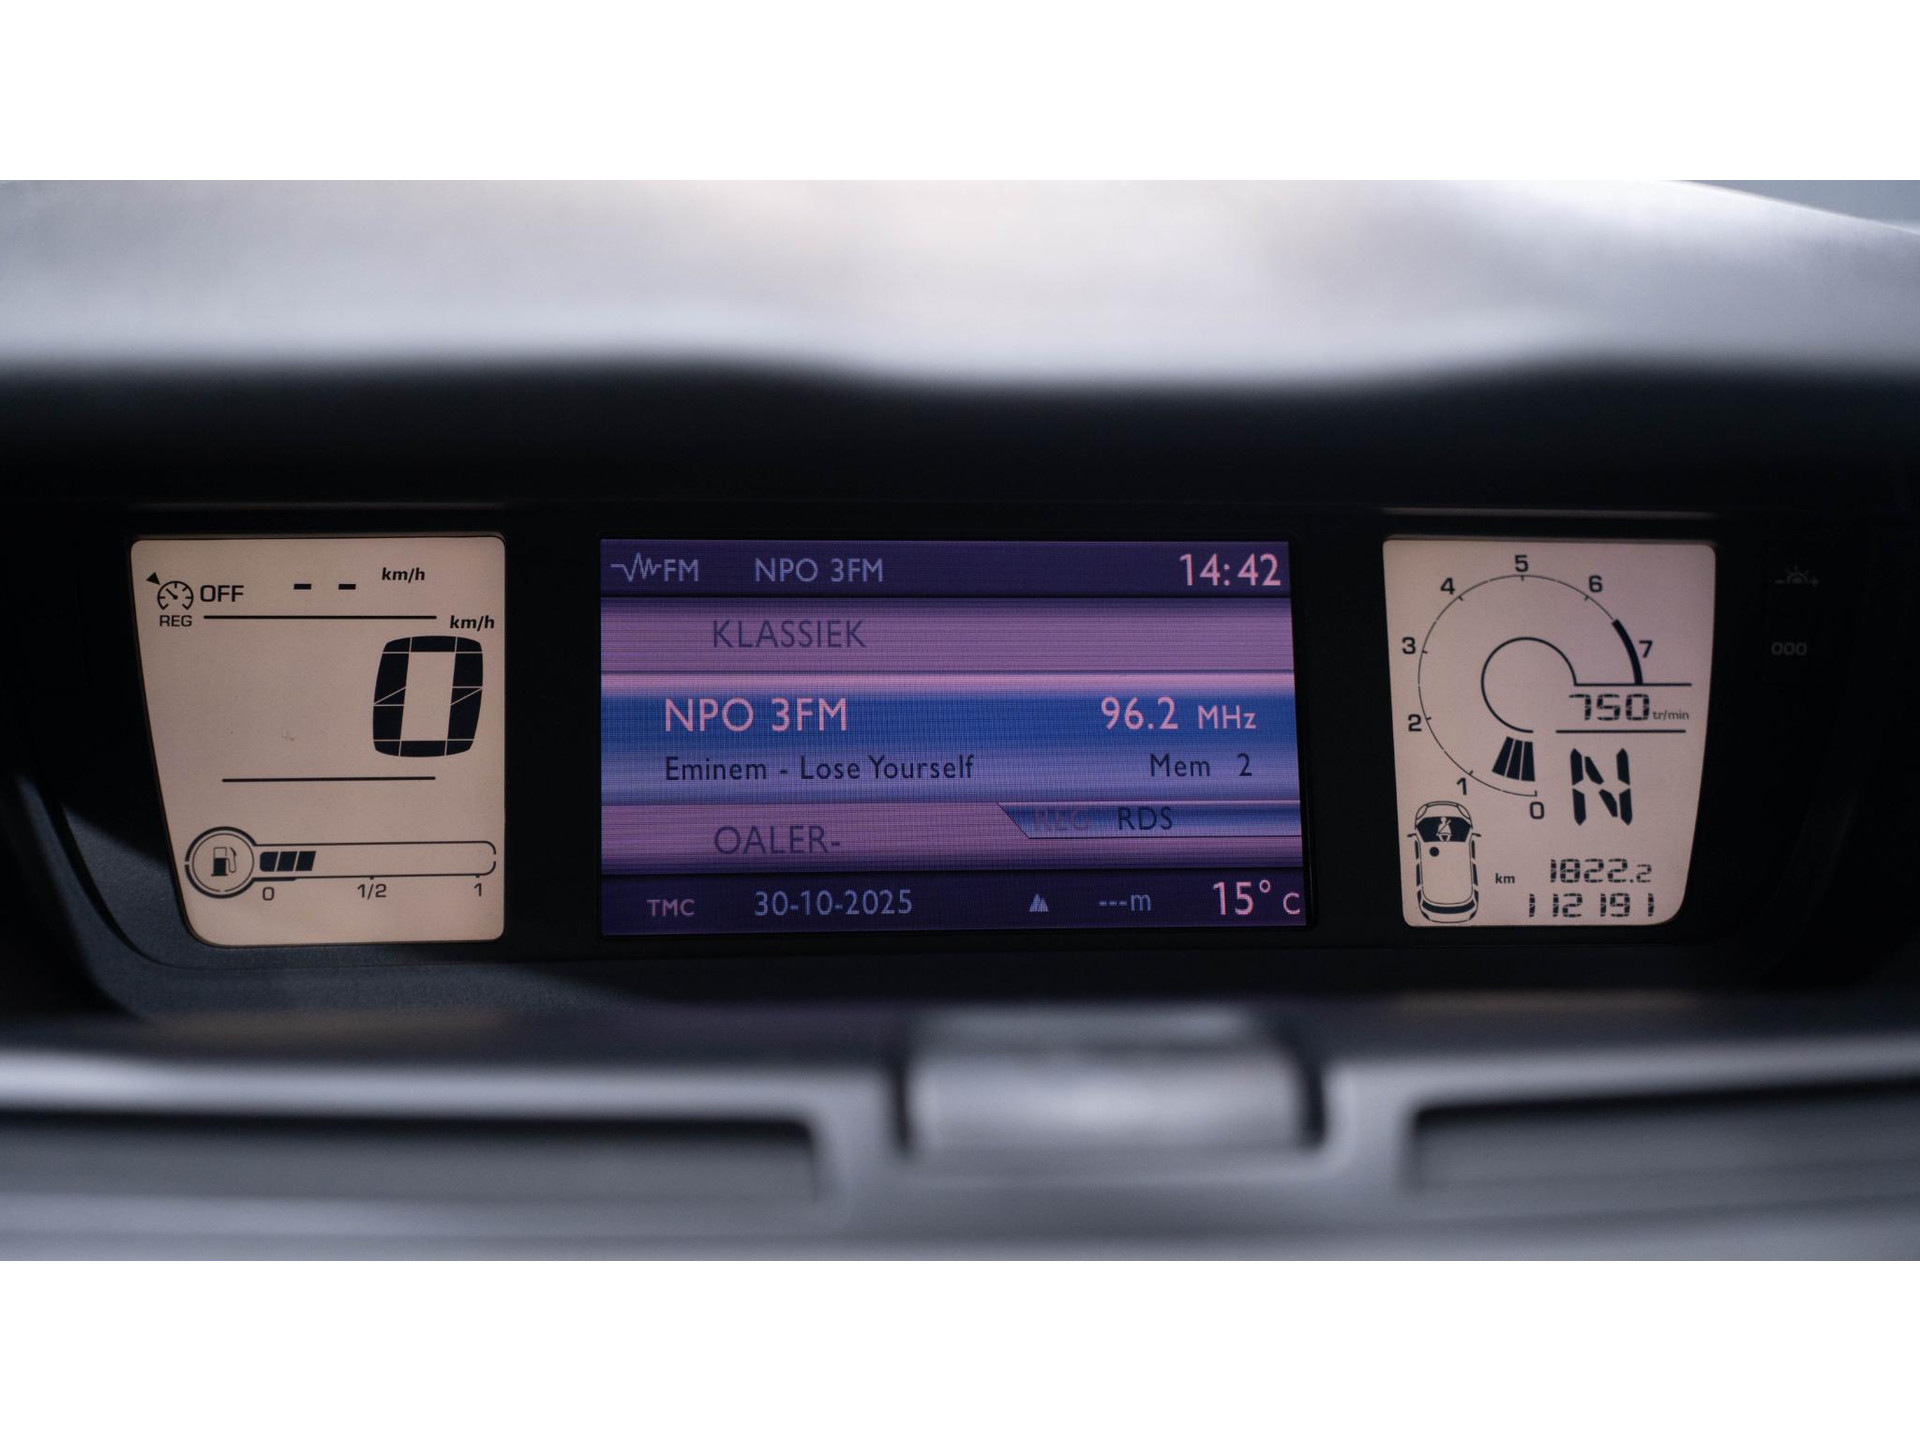 OFF -- km/h
REG
km/h
0
0 1/2 1
FM NPO 3FM 14:42
KLASSIEK
NPO 3FM 96.2 MHz
Eminem - Lose Yourself Mem 2
REG RDS
OALER-
TMC 30-10-2025 ---m 15° C
5
4 6
3 7
750 tr/min
2
N
1
0
km 1822.2
112191
000